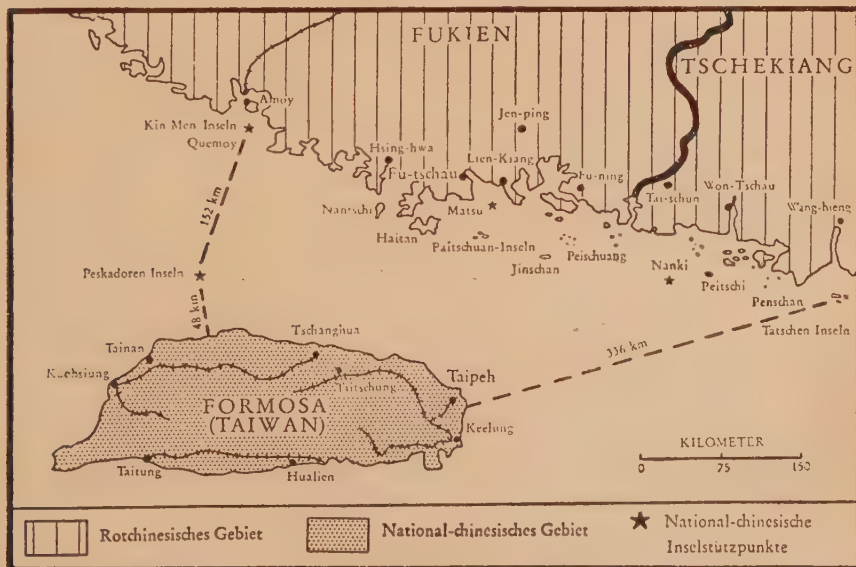 FUKIEN
TSCHEKIANG
Amoy
Kin Men Inseln
Quemoy
Jen-ping
Hsing-hwa
Lien-Kiang
Fu-tschau
Fu-ning
Tai-schun
Won-Tschau
Wang-hieng
Nantschi
Matsu
Haitan
Paitschuan-Inseln
Jinschan
Peischuang
Nanki
Peitschi
Penschan
Tatschen Inseln
152 km
Peskadoren Inseln
48 km
336 km
Tschanghua
Tainan
Taitschung
Taipeh
FORMOSA
(TAIWAN)
Keelung
Taitung
Hualien
KILOMETER
0 75 150
Rotchinesisches Gebiet
National-chinesisches Gebiet
National-chinesische
Inselstützpunkte